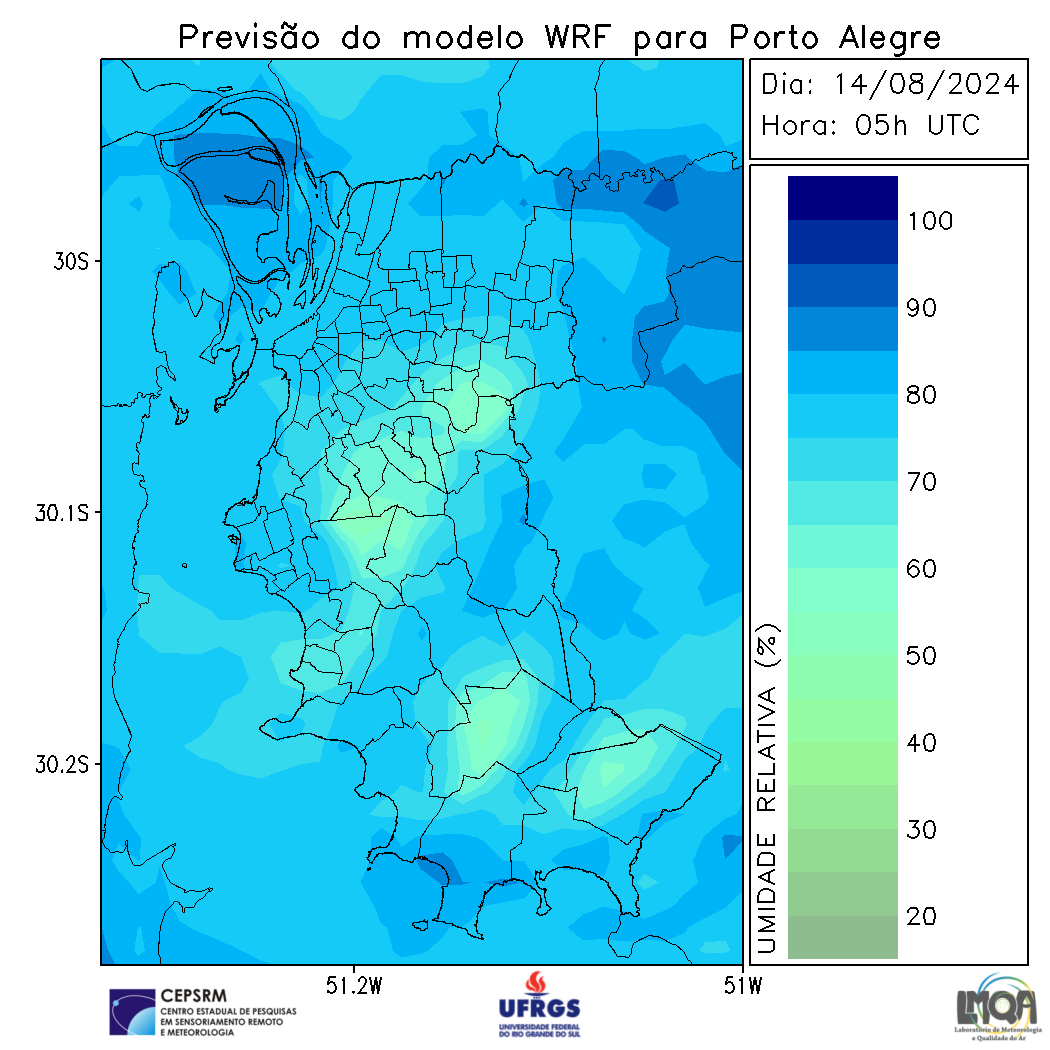 Previsão do modelo WRF para Porto Alegre
Dia: 14/08/2024
Hora: 05h UTC
30S
30.1S
30.2S
51.2W
51W
UMIDADE RELATIVA (%)
100
90
80
70
60
50
40
30
20
CEPSRM
CENTRO ESTADUAL DE PESQUISAS
EM SENSORIAMENTO REMOTO
E METEOROLOGIA
UFRGS
UNIVERSIDADE FEDERAL
DO RIO GRANDE DO SUL
LMQA
Laboratório de Meteorologia
e Qualidade do Ar